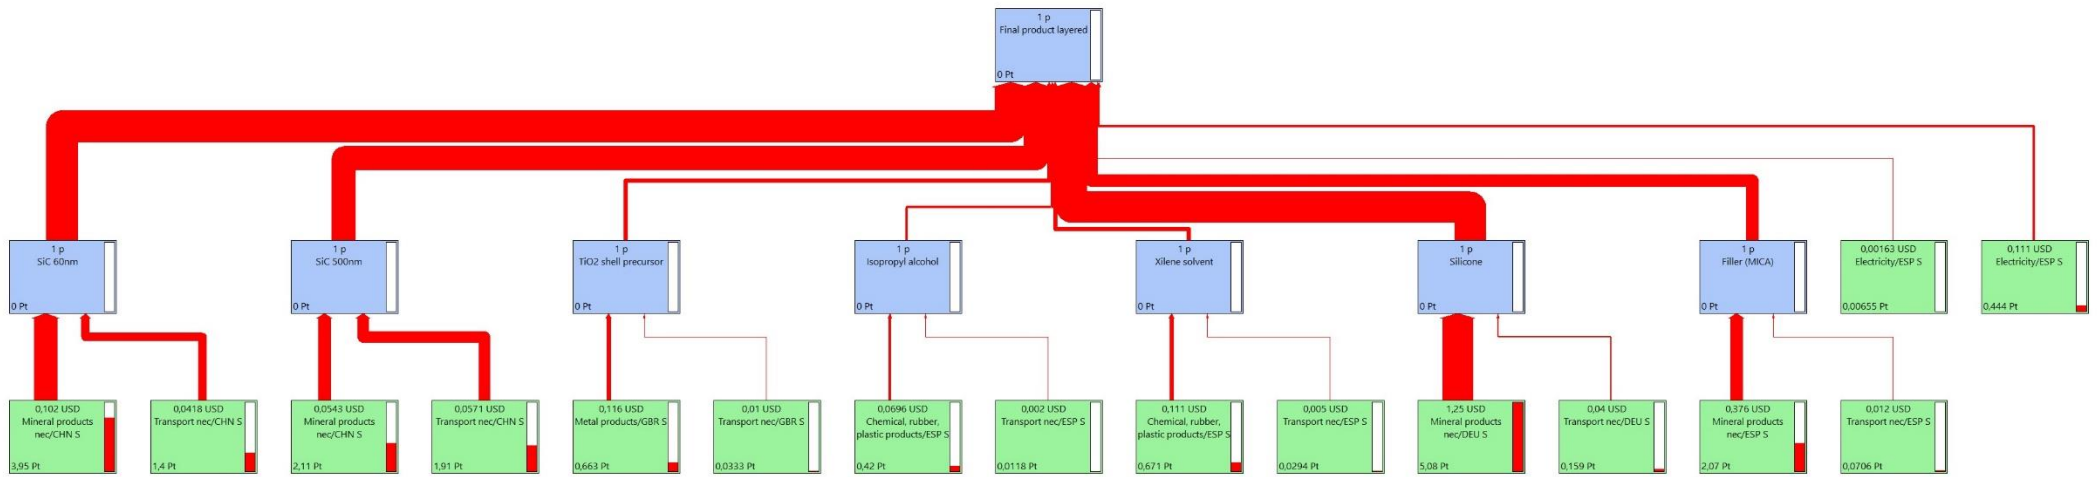 1 p
Final product layered
0 Pt
1 p
SiC 60nm
0 Pt
1 p
SiC 500nm
0 Pt
1 p
TiO2 shell precursor
0 Pt
1 p
Isopropyl alcohol
0 Pt
1 p
Xilene solvent
0 Pt
1 p
Silicone
0 Pt
1 p
Filler (MICA)
0 Pt
0,00163 USD
Electricity/ESP S
0,00655 Pt
0,111 USD
Electricity/ESP S
0,444 Pt
0,102 USD
Mineral products
nec/CHN S
3,95 Pt
0,0418 USD
Transport nec/CHN S
1,4 Pt
0,0543 USD
Mineral products
nec/CHN S
2,11 Pt
0,0571 USD
Transport nec/CHN S
1,91 Pt
0,116 USD
Metal products/GBR S
0,663 Pt
0,01 USD
Transport nec/GBR S
0,0333 Pt
0,0696 USD
Chemical, rubber,
plastic products/ESP S
0,42 Pt
0,002 USD
Transport nec/ESP S
0,0118 Pt
0,111 USD
Chemical, rubber,
plastic products/ESP S
0,671 Pt
0,005 USD
Transport nec/ESP S
0,0294 Pt
1,25 USD
Mineral products
nec/DEU S
5,08 Pt
0,04 USD
Transport nec/DEU S
0,159 Pt
0,376 USD
Mineral products
nec/ESP S
2,07 Pt
0,012 USD
Transport nec/ESP S
0,0706 Pt